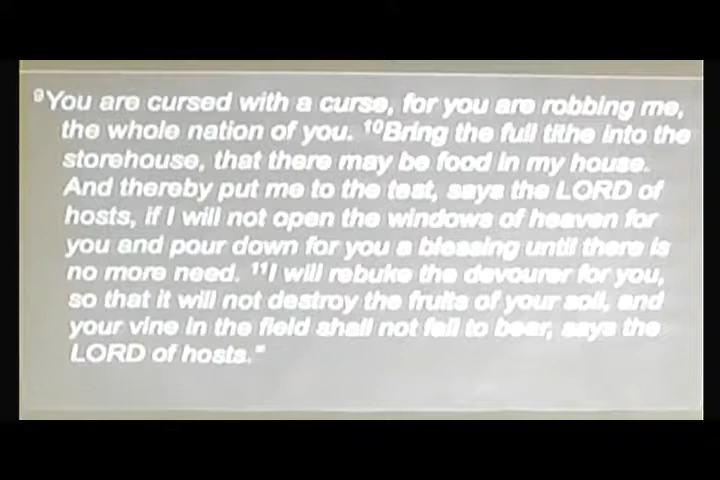 ⁹You are cursed with a curse, for you are robbing me,
the whole nation of you. ¹⁰Bring the full tithe into the
storehouse, that there may be food in my house.
And thereby put me to the test, says the LORD of
hosts, if I will not open the windows of heaven for
you and pour down for you a blessing until there is
no more need. ¹¹I will rebuke the devourer for you,
so that it will not destroy the fruits of your soil, and
your vine in the field shall not fail to bear, says the
LORD of hosts."